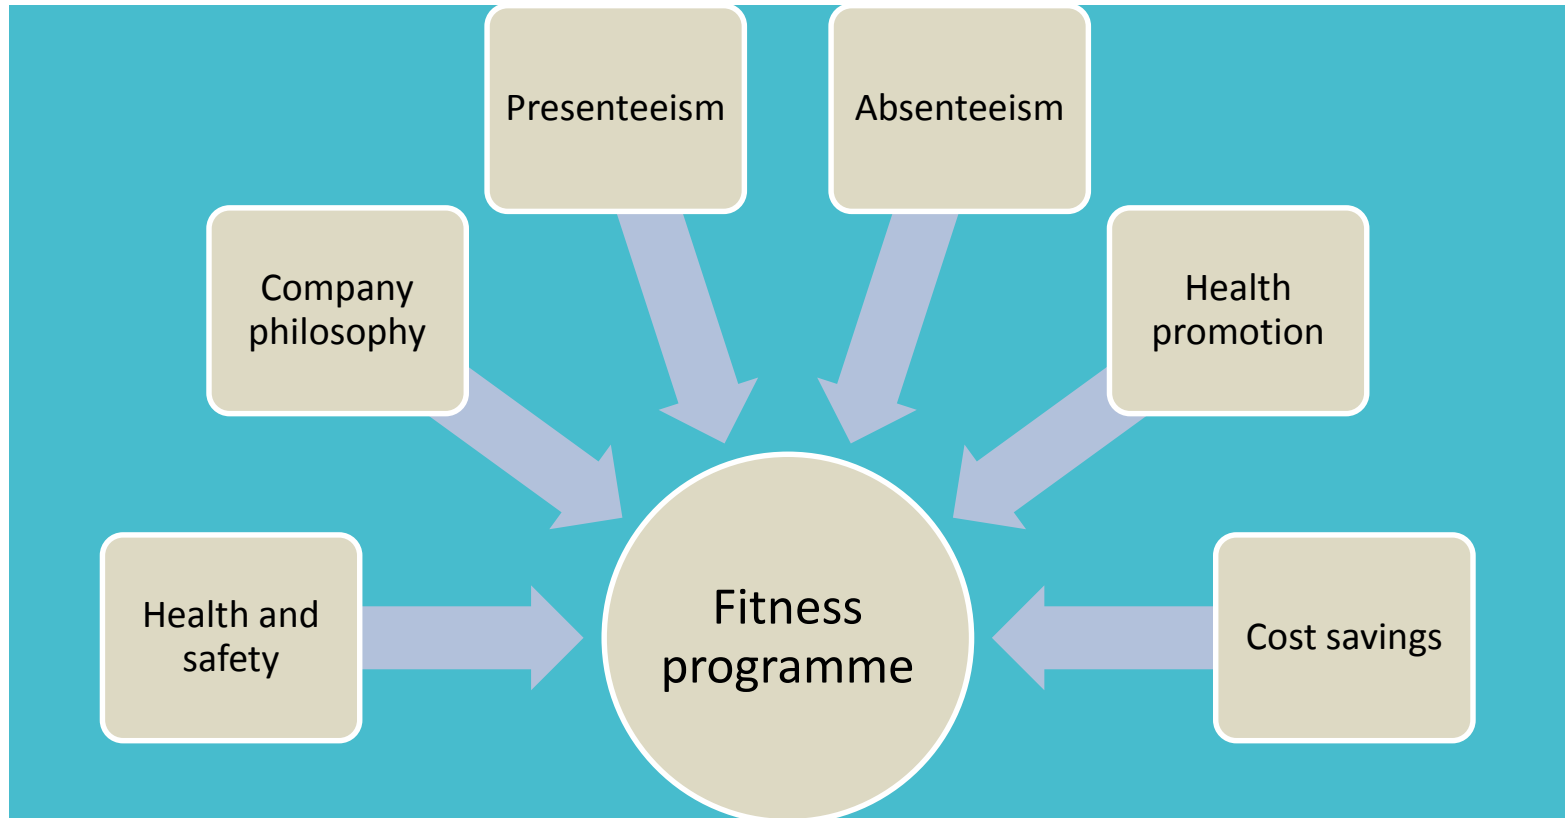 Presenteeism
Absenteeism
Company
philosophy
Health
promotion
Health and
safety
Fitness
programme
Cost savings